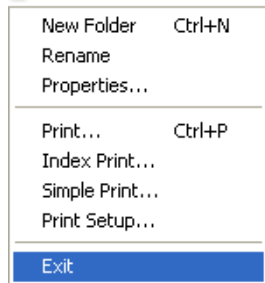 New Folder Ctrl+N
Rename
Properties...
Print... Ctrl+P
Index Print...
Simple Print...
Print Setup...
Exit